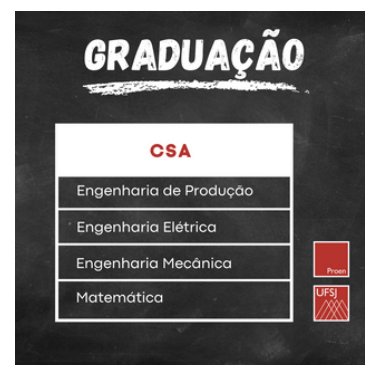 GRADUAÇÃO
CSA
Engenharia de Produção
Engenharia Elétrica
Engenharia Mecânica
Matemática
Proen
UFSJ